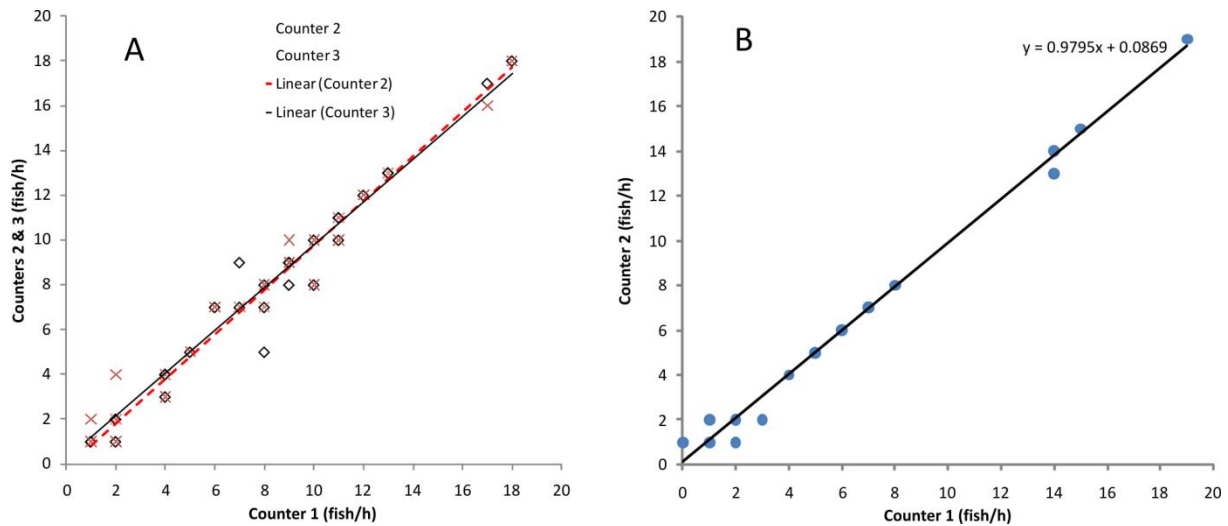 A
Counter 2
Counter 3
Linear (Counter 2)
Linear (Counter 3)
20
18
16
14
12
10
8
6
4
2
0
0 2 4 6 8 10 12 14 16 18 20
Counters 2 & 3 (fish/h)
Counter 1 (fish/h)
B
y = 0.9795x + 0.0869
20
18
16
14
12
10
8
6
4
2
0
0 2 4 6 8 10 12 14 16 18 20
Counter 2 (fish/h)
Counter 1 (fish/h)